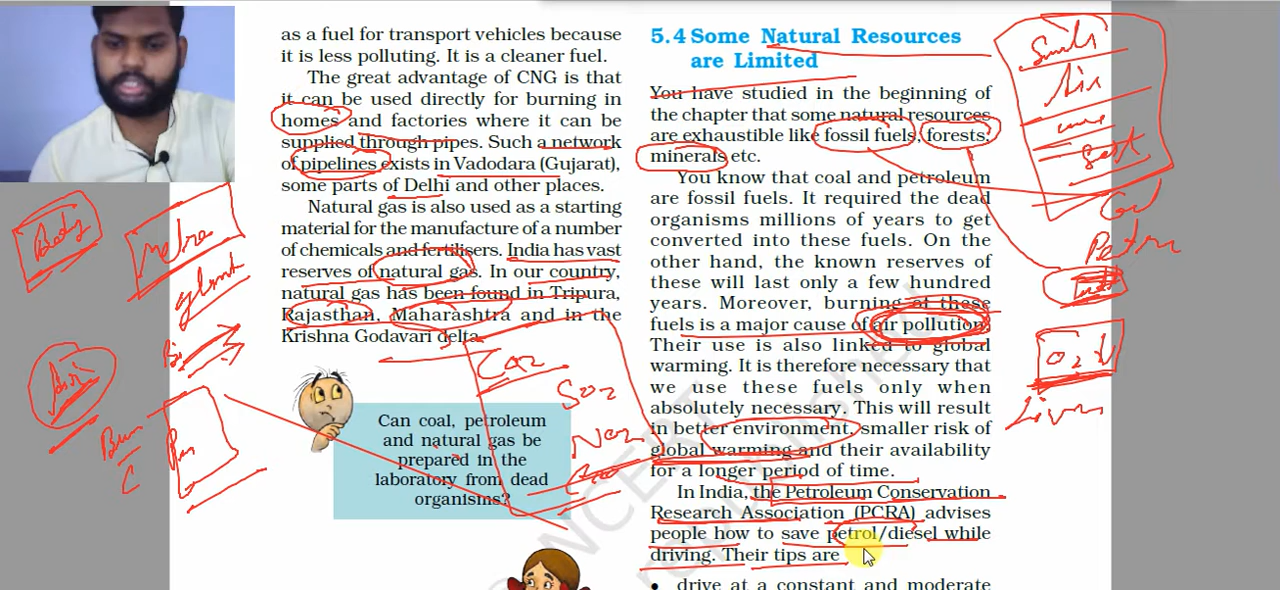 as a fuel for transport vehicles because
it is less polluting. It is a cleaner fuel.
The great advantage of CNG is that
it can be used directly for burning in
homes and factories where it can be
supplied through pipes. Such a network
of pipelines exists in Vadodara (Gujarat),
some parts of Delhi and other places.
Natural gas is also used as a starting
material for the manufacture of a number
of chemicals and fertilisers. India has vast
reserves of natural gas. In our country,
natural gas has been found in Tripura,
Rajasthan, Maharashtra and in the
Krishna Godavari delta.
Can coal, petroleum
and natural gas be
prepared in the
laboratory from dead
organisms?
5.4 Some Natural Resources
are Limited
You have studied in the beginning of
the chapter that some natural resources
are exhaustible like fossil fuels, forests,
minerals etc.
You know that coal and petroleum
are fossil fuels. It required the dead
organisms millions of years to get
converted into these fuels. On the
other hand, the known reserves of
these will last only a few hundred
years. Moreover, burning of these
fuels is a major cause of air pollution.
Their use is also linked to global
warming. It is therefore necessary that
we use these fuels only when
absolutely necessary. This will result
in better environment, smaller risk of
global warming and their availability
for a longer period of time.
In India, the Petroleum Conservation
Research Association (PCRA) advises
people how to save petrol/diesel while
driving. Their tips are
• drive at a constant and moderate
Body
Air
CO2
SO2
NO2
Air
O2